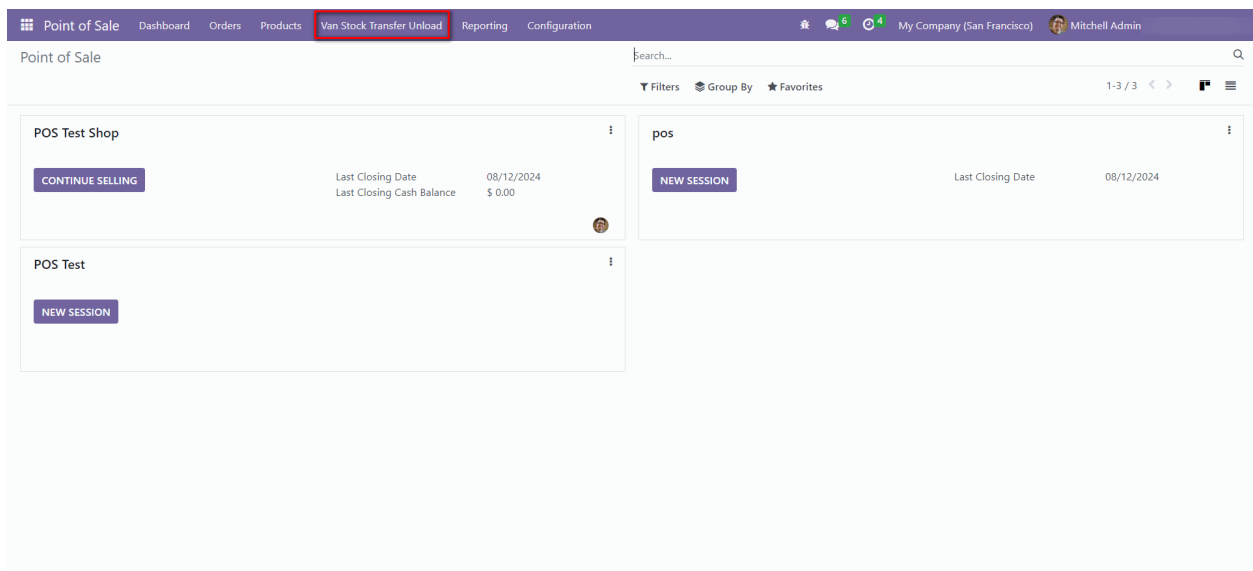 Point of Sale Dashboard Orders Products Van Stock Transfer Unload Reporting Configuration 6 4 My Company (San Francisco) Mitchell Admin
Point of Sale Search...
Filters Group By Favorites 1-3 / 3
POS Test Shop
CONTINUE SELLING
Last Closing Date 08/12/2024
Last Closing Cash Balance $ 0.00
pos
NEW SESSION
Last Closing Date 08/12/2024
POS Test
NEW SESSION